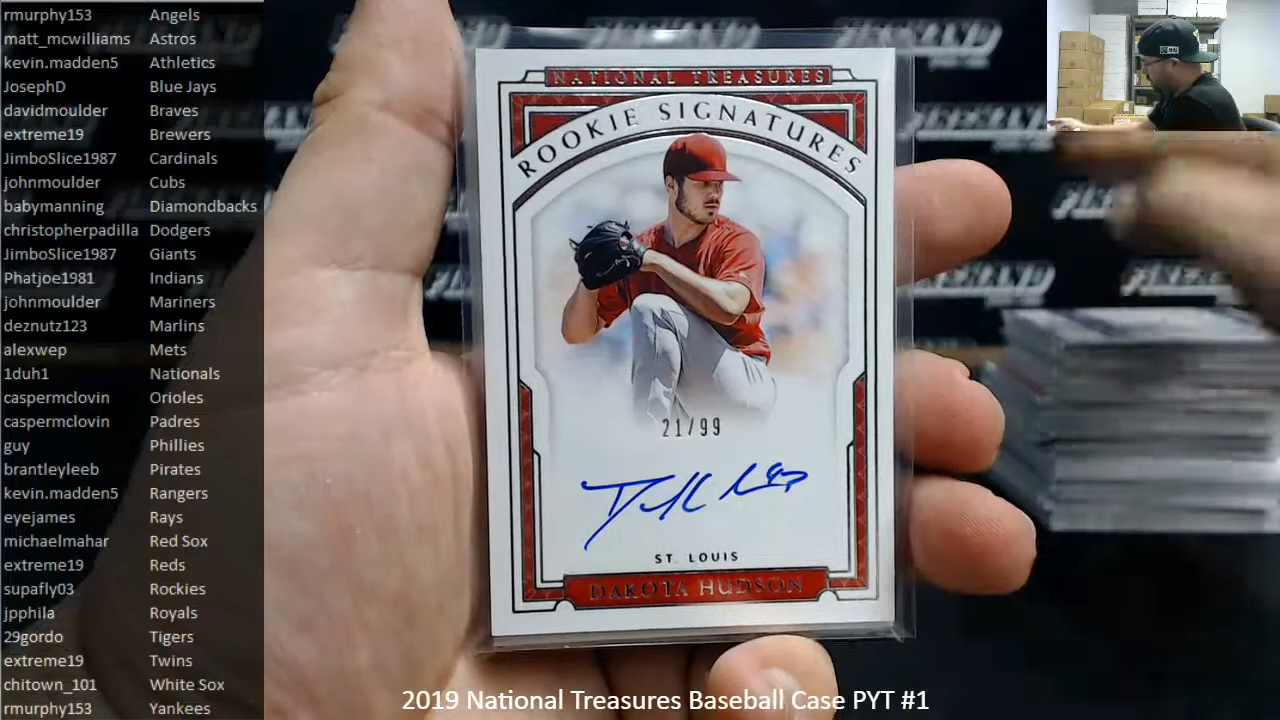 rmurphy153 Angels
matt_mcwilliams Astros
kevin.madden5 Athletics
JosephD Blue Jays
davidmoulder Braves
extreme19 Brewers
JimboSlice1987 Cardinals
johnmoulder Cubs
babymanning Diamondbacks
christopherpadilla Dodgers
JimboSlice1987 Giants
Phatjoe1981 Indians
johnmoulder Mariners
deznutz123 Marlins
alexwep Mets
1duh1 Nationals
caspermclovin Orioles
caspermclovin Padres
guy Phillies
brantleyleeb Pirates
kevin.madden5 Rangers
eyejames Rays
michaelmahar Red Sox
extreme19 Reds
supafly03 Rockies
jpphila Royals
29gordo Tigers
extreme19 Twins
chitown_101 White Sox
rmurphy153 Yankees
NATIONAL TREASURES
ROOKIE SIGNATURES
21/99
ST. LOUIS
DAKOTA HUDSON
2019 National Treasures Baseball Case PYT #1